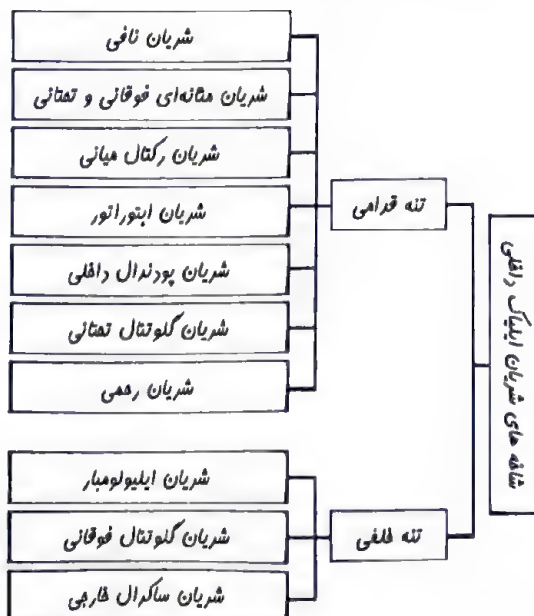 شاخه های شریان ایلیاک داخلی
تنه قدامی
شریان نافی
شریان مثانه‌ای فوقانی و تحتانی
شریان رکتال میانی
شریان ابتوراتور
شریان پودندال داخلی
شریان گلوتئال تحتانی
شریان رحمی
تنه خلفی
شریان ایلیولومبار
شریان گلوتئال فوقانی
شریان ساکرال خارجی